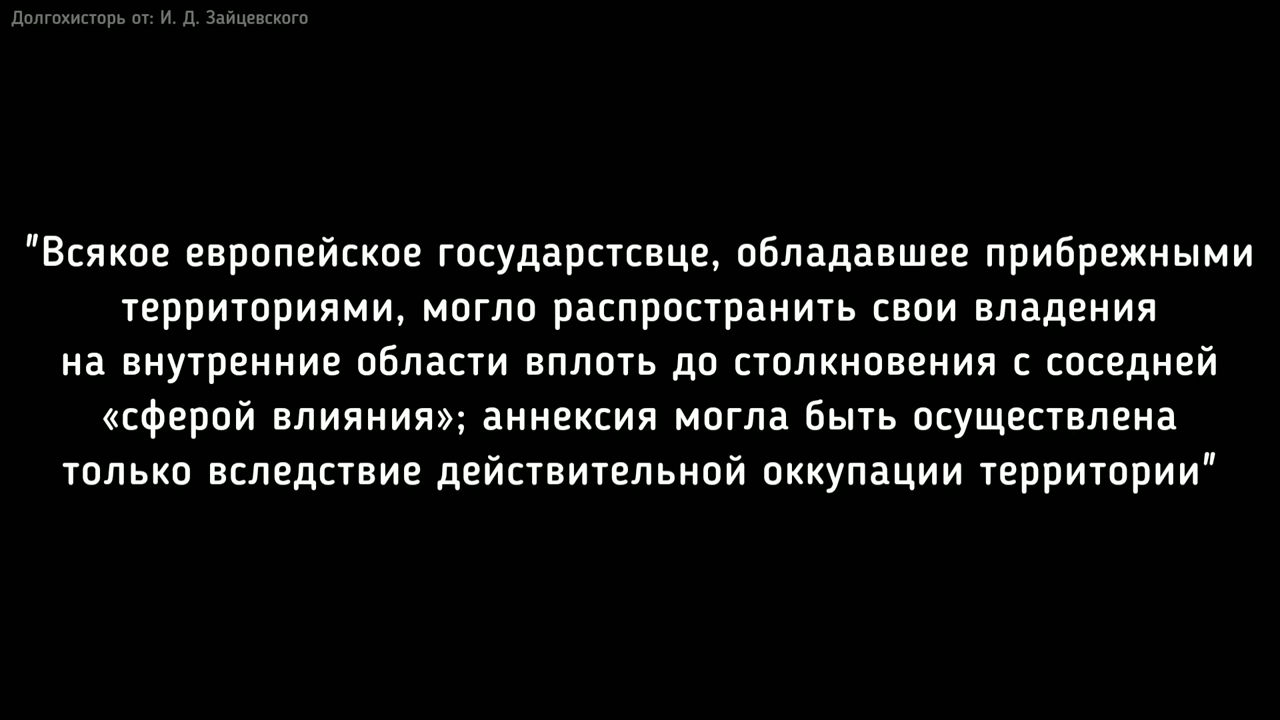 Долгохисторь от: И. Д. Зайцевского
"Всякое европейское государстсвце, обладавшее прибрежными
территориями, могло распространить свои владения
на внутренние области вплоть до столкновения с соседней
«сферой влияния»; аннексия могла быть осуществлена
только вследствие действительной оккупации территории"